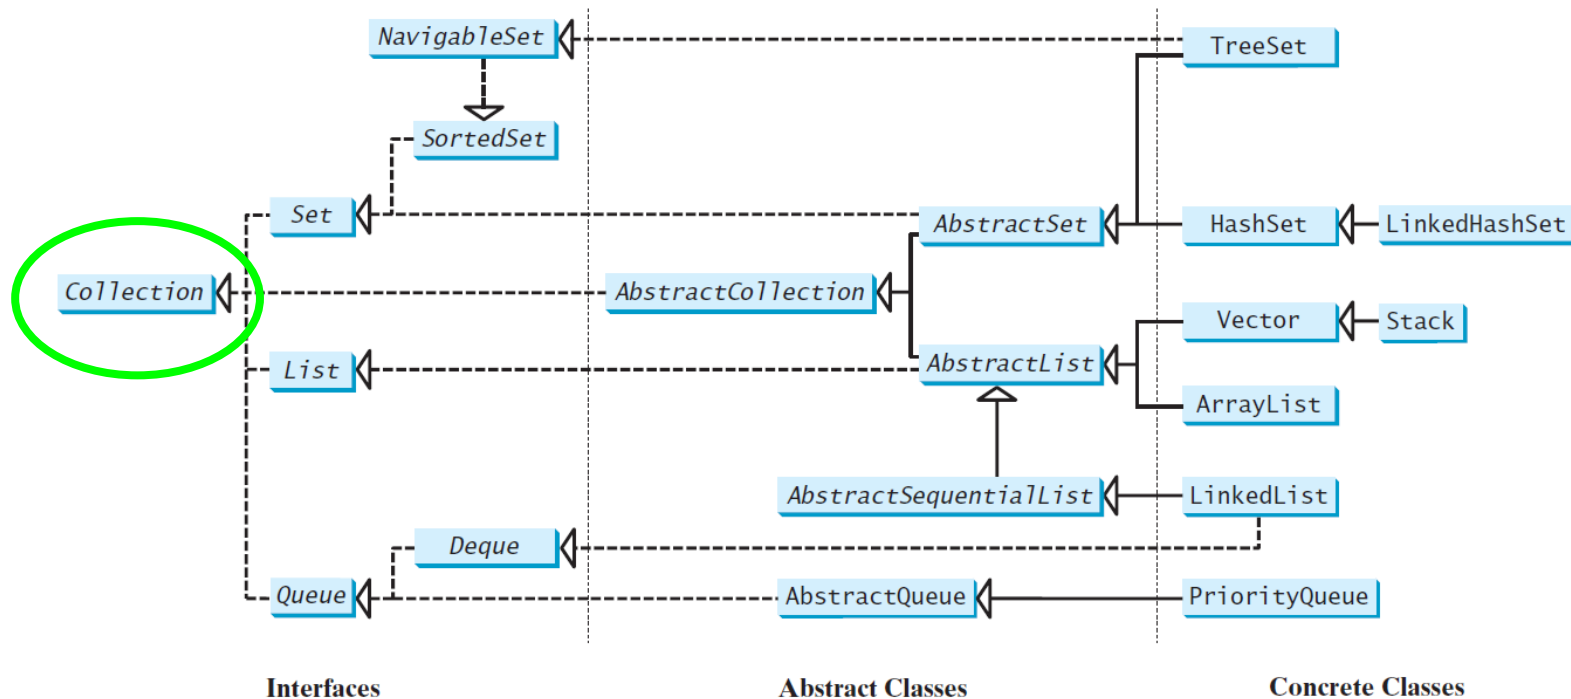 NavigableSet
TreeSet
SortedSet
Set
AbstractSet
HashSet
LinkedHashSet
Collection
AbstractCollection
Vector
Stack
List
AbstractList
ArrayList
AbstractSequentialList
LinkedList
Deque
Queue
AbstractQueue
PriorityQueue
Interfaces
Abstract Classes
Concrete Classes